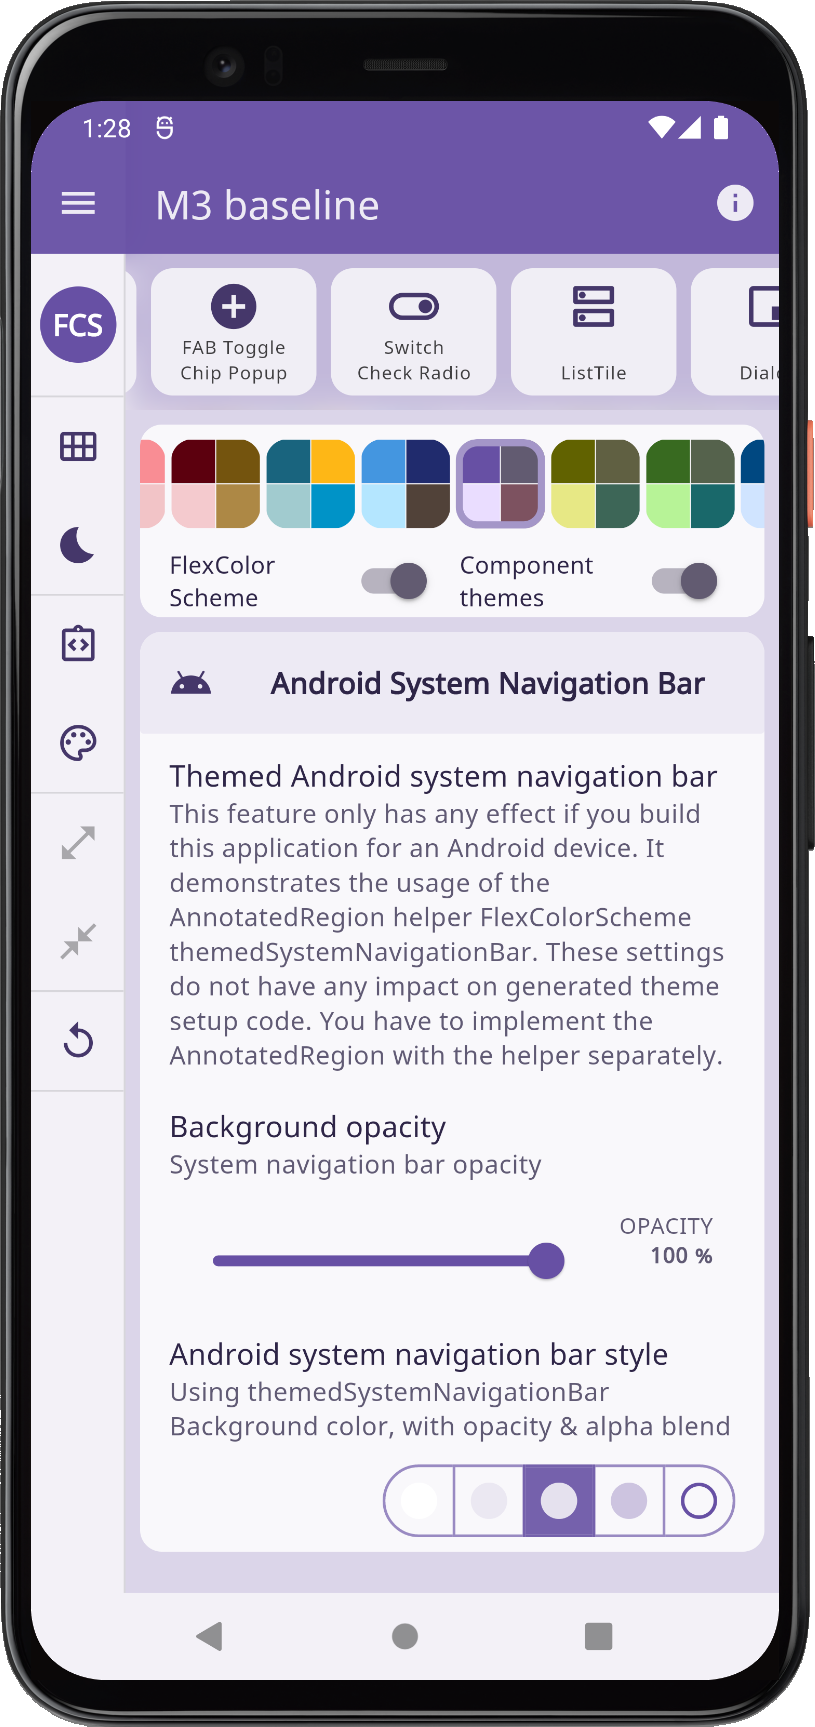 1:28
M3 baseline
FCS
FAB Toggle
Chip Popup
Switch
Check Radio
ListTile
FlexColor
Scheme
Component
themes
Android System Navigation Bar
Themed Android system navigation bar
This feature only has any effect if you build
this application for an Android device. It
demonstrates the usage of the
AnnotatedRegion helper FlexColorScheme
themedSystemNavigationBar. These settings
do not have any impact on generated theme
setup code. You have to implement the
AnnotatedRegion with the helper separately.
Background opacity
System navigation bar opacity
OPACITY
100 %
Android system navigation bar style
Using themedSystemNavigationBar
Background color, with opacity & alpha blend